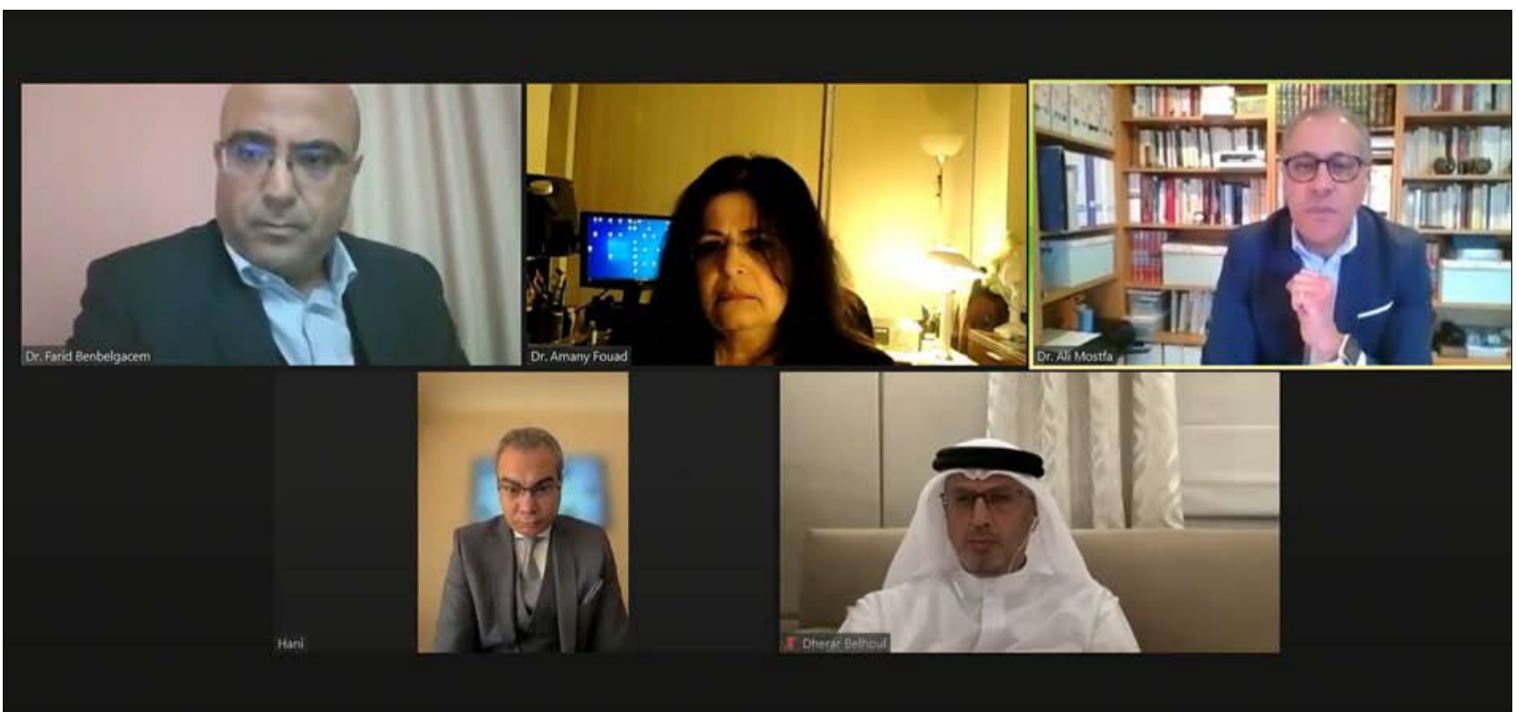 Dr. Farid Benbelgacem
Dr. Amany Fouad
Dr. Ali Mostfa
Hani
Dherar Belhoul